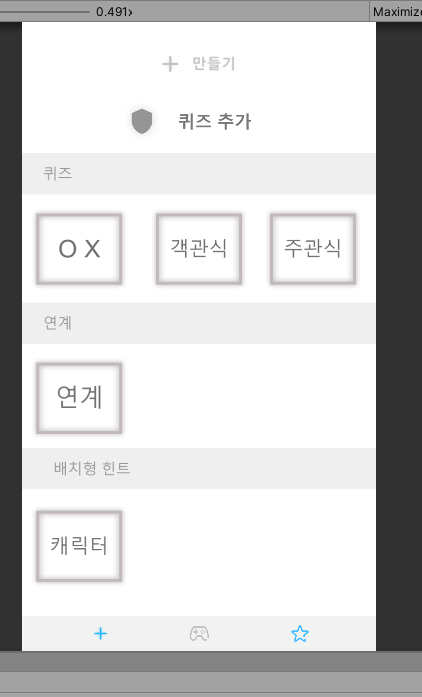 0.491x
Maximize
만들기
퀴즈 추가
퀴즈
O X 객관식 주관식
연계
연계
배치형 힌트
캐릭터